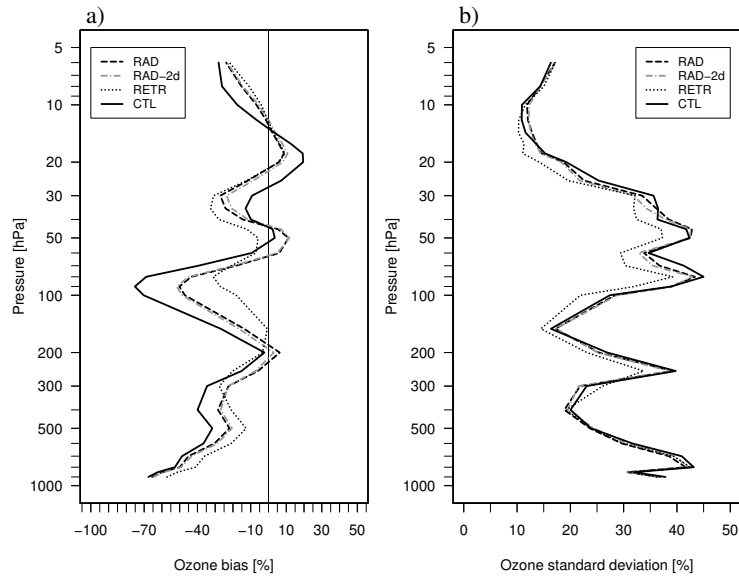 a)
5
10
20
30
50
100
200
300
500
1000
Pressure [hPa]
RAD
RAD−2d
RETR
CTL
−100 −70 −40 −10 10 30 50
Ozone bias [%]
b)
5
10
20
30
50
100
200
300
500
1000
Pressure [hPa]
RAD
RAD−2d
RETR
CTL
0 10 20 30 40 50
Ozone standard deviation [%]